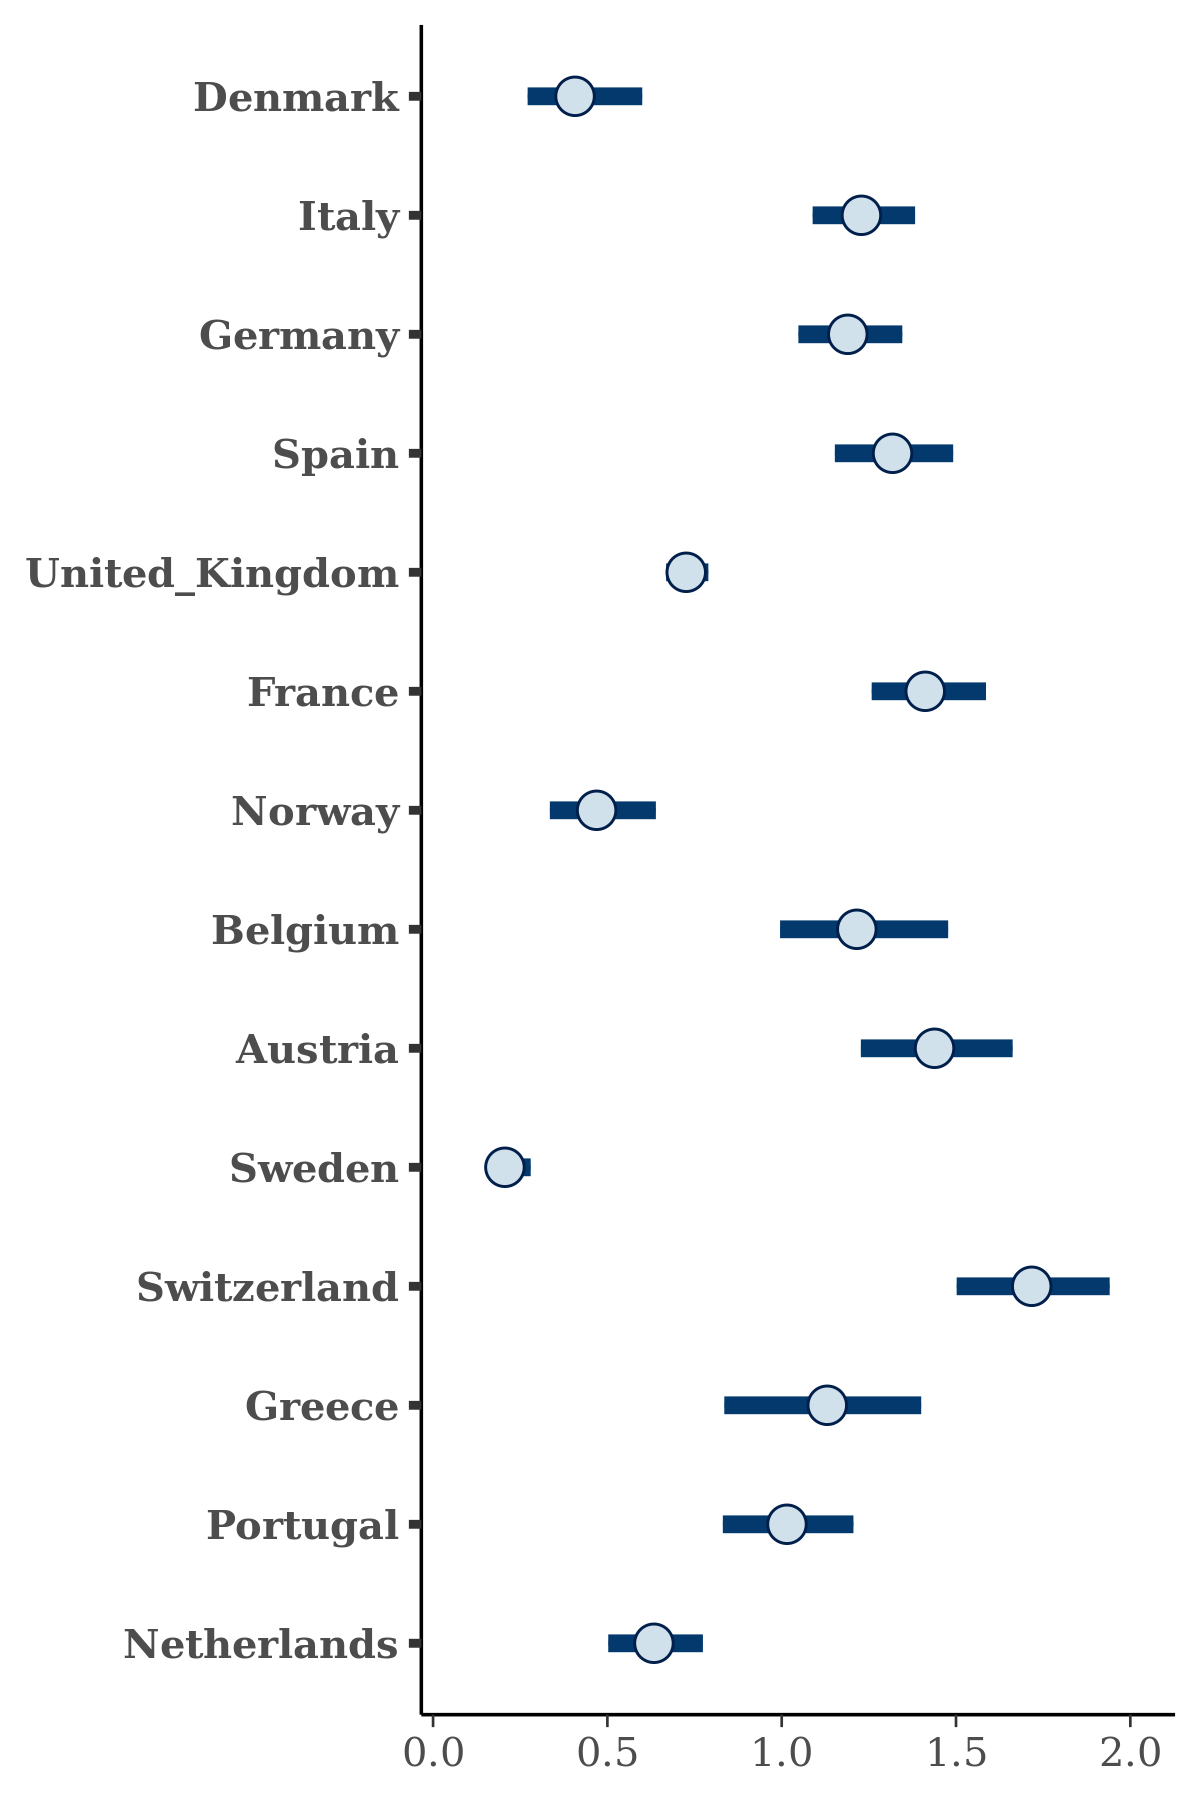 Denmark
Italy
Germany
Spain
United_Kingdom
France
Norway
Belgium
Austria
Sweden
Switzerland
Greece
Portugal
Netherlands
0.0 0.5 1.0 1.5 2.0